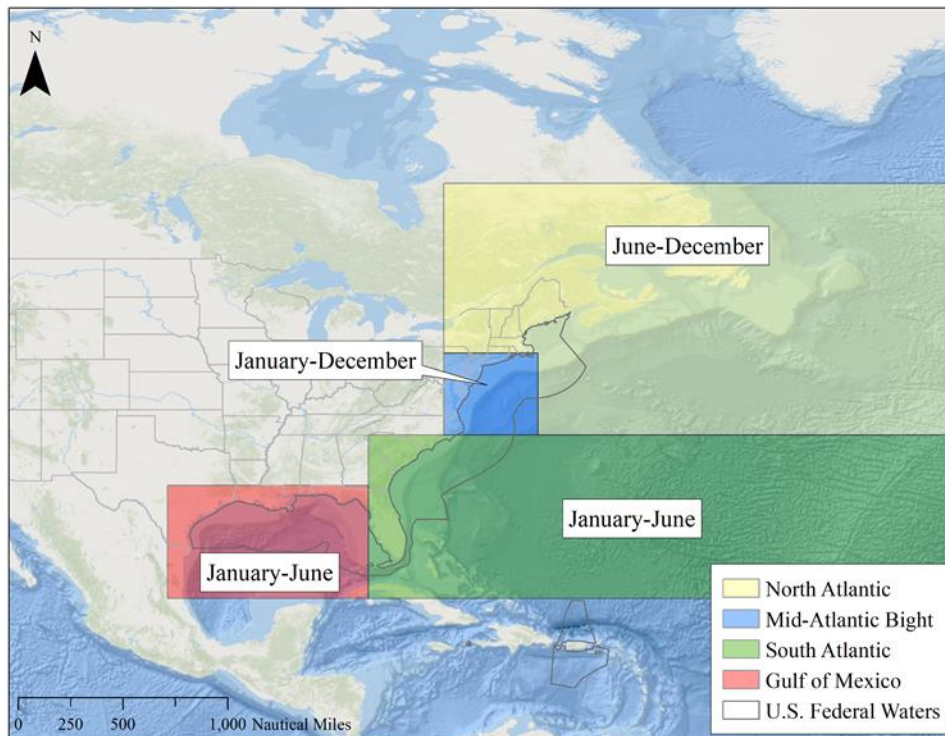 N
June-December
January-December
January-June
January-June
North Atlantic
Mid-Atlantic Bight
South Atlantic
Gulf of Mexico
U.S. Federal Waters
0 250 500 1,000 Nautical Miles